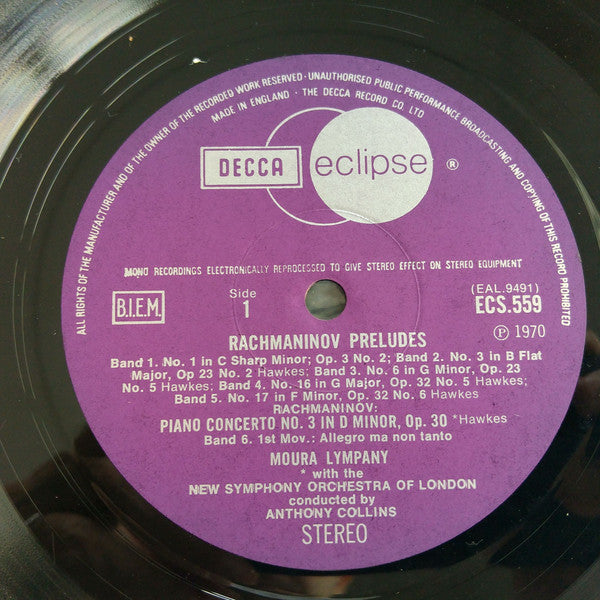 ALL RIGHTS OF THE MANUFACTURER AND OF THE OWNER OF THE RECORDED WORK RESERVED · UNAUTHORISED PUBLIC PERFORMANCE BROADCASTING AND COPYING OF THIS RECORD PROHIBITED
MADE IN ENGLAND · THE DECCA RECORD CO. LTD
DECCA eclipse ®
MONO RECORDINGS ELECTRONICALLY REPROCESSED TO GIVE STEREO EFFECT ON STEREO EQUIPMENT
B.I.E.M.
Side
1
(EAL.9491)
ECS.559
Ⓟ 1970
RACHMANINOV PRELUDES
Band 1. No. 1 in C Sharp Minor; Op. 3 No. 2; Band 2. No. 3 in B Flat
Major, Op 23 No. 2 Hawkes; Band 3. No. 6 in G Minor, Op. 23
No. 5 Hawkes; Band 4. No. 16 in G Major, Op. 32 No. 5 Hawkes;
Band 5. No. 17 in F Minor, Op. 32 No. 6 Hawkes
RACHMANINOV:
PIANO CONCERTO NO. 3 IN D MINOR, Op. 30 *Hawkes
Band 6. 1st Mov.: Allegro ma non tanto
MOURA LYMPANY
* with the
NEW SYMPHONY ORCHESTRA OF LONDON
conducted by
ANTHONY COLLINS
STEREO